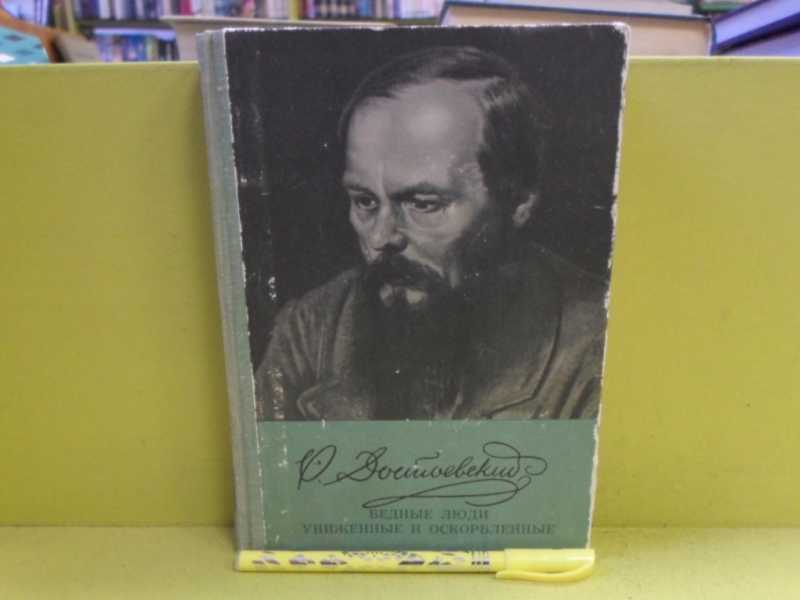 Ф. Достоевский
БЕДНЫЕ ЛЮДИ
УНИЖЕННЫЕ И ОСКОРБЛЕННЫЕ